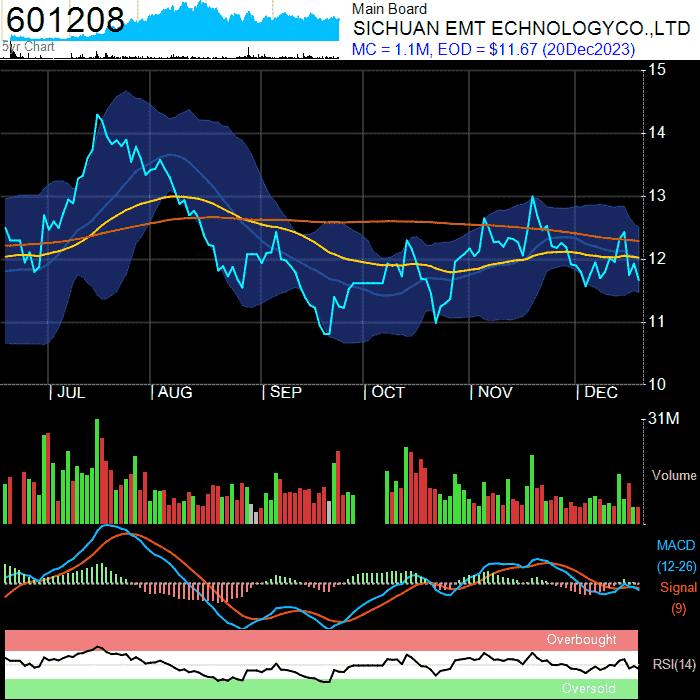 601208
5yr Chart
Main Board
SICHUAN EMT ECHNOLOGYCO.,LTD
MC = 1.1M, EOD = $11.67 (20Dec2023)
15
14
13
12
11
10
| JUL | AUG | SEP | OCT | NOV | DEC
31M
Volume
MACD
(12-26)
Signal
(9)
Overbought
RSI(14)
Oversold